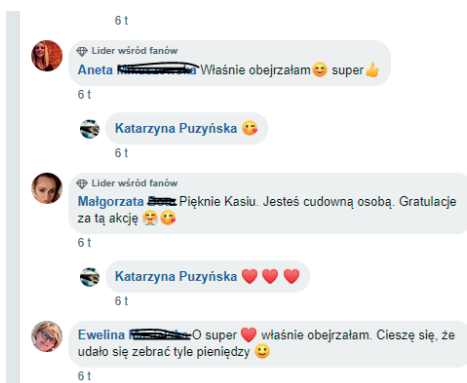 6 t
Lider wśród fanów
Aneta Właśnie obejrzałam😊 super👍
6 t
Katarzyna Puzyńska 😘
6 t
Lider wśród fanów
Małgorzata Pięknie Kasiu. Jesteś cudowną osobą. Gratulacje
za tą akcję 🤗😘
6 t
Katarzyna Puzyńska ❤️ ❤️ ❤️
6 t
Ewelina O super ❤️ właśnie obejrzałam. Cieszę się, że
udało się zebrać tyle pieniędzy 🙂
6 t